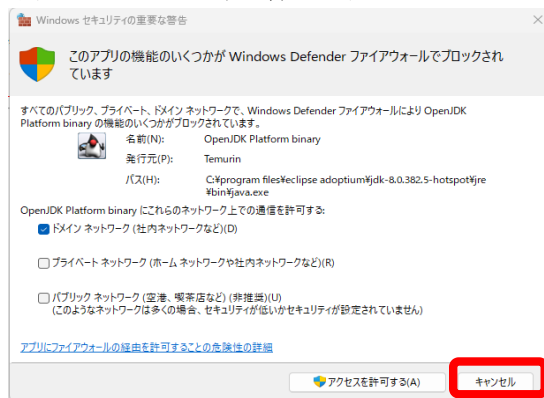 Windows セキュリティの重要な警告
このアプリの機能のいくつかが Windows Defender ファイアウォールでブロックされ
ています
すべてのパブリック、プライベート、ドメイン ネットワークで、Windows Defender ファイアウォールにより OpenJDK
Platform binary の機能のいくつかがブロックされています。
名前(N): OpenJDK Platform binary
発行元(P): Temurin
パス(H): C:¥program files¥eclipse adoptium¥jdk-8.0.382.5-hotspot¥jre
¥bin¥java.exe
OpenJDK Platform binary にこれらのネットワーク上での通信を許可する:
ドメイン ネットワーク (社内ネットワークなど)(D)
プライベート ネットワーク (ホーム ネットワークや社内ネットワークなど)(R)
パブリック ネットワーク (空港、喫茶店など) (非推奨)(U)
(このようなネットワークは多くの場合、セキュリティが低いかセキュリティが設定されていません)
アプリにファイアウォールの経由を許可することの危険性の詳細
アクセスを許可する(A) キャンセル